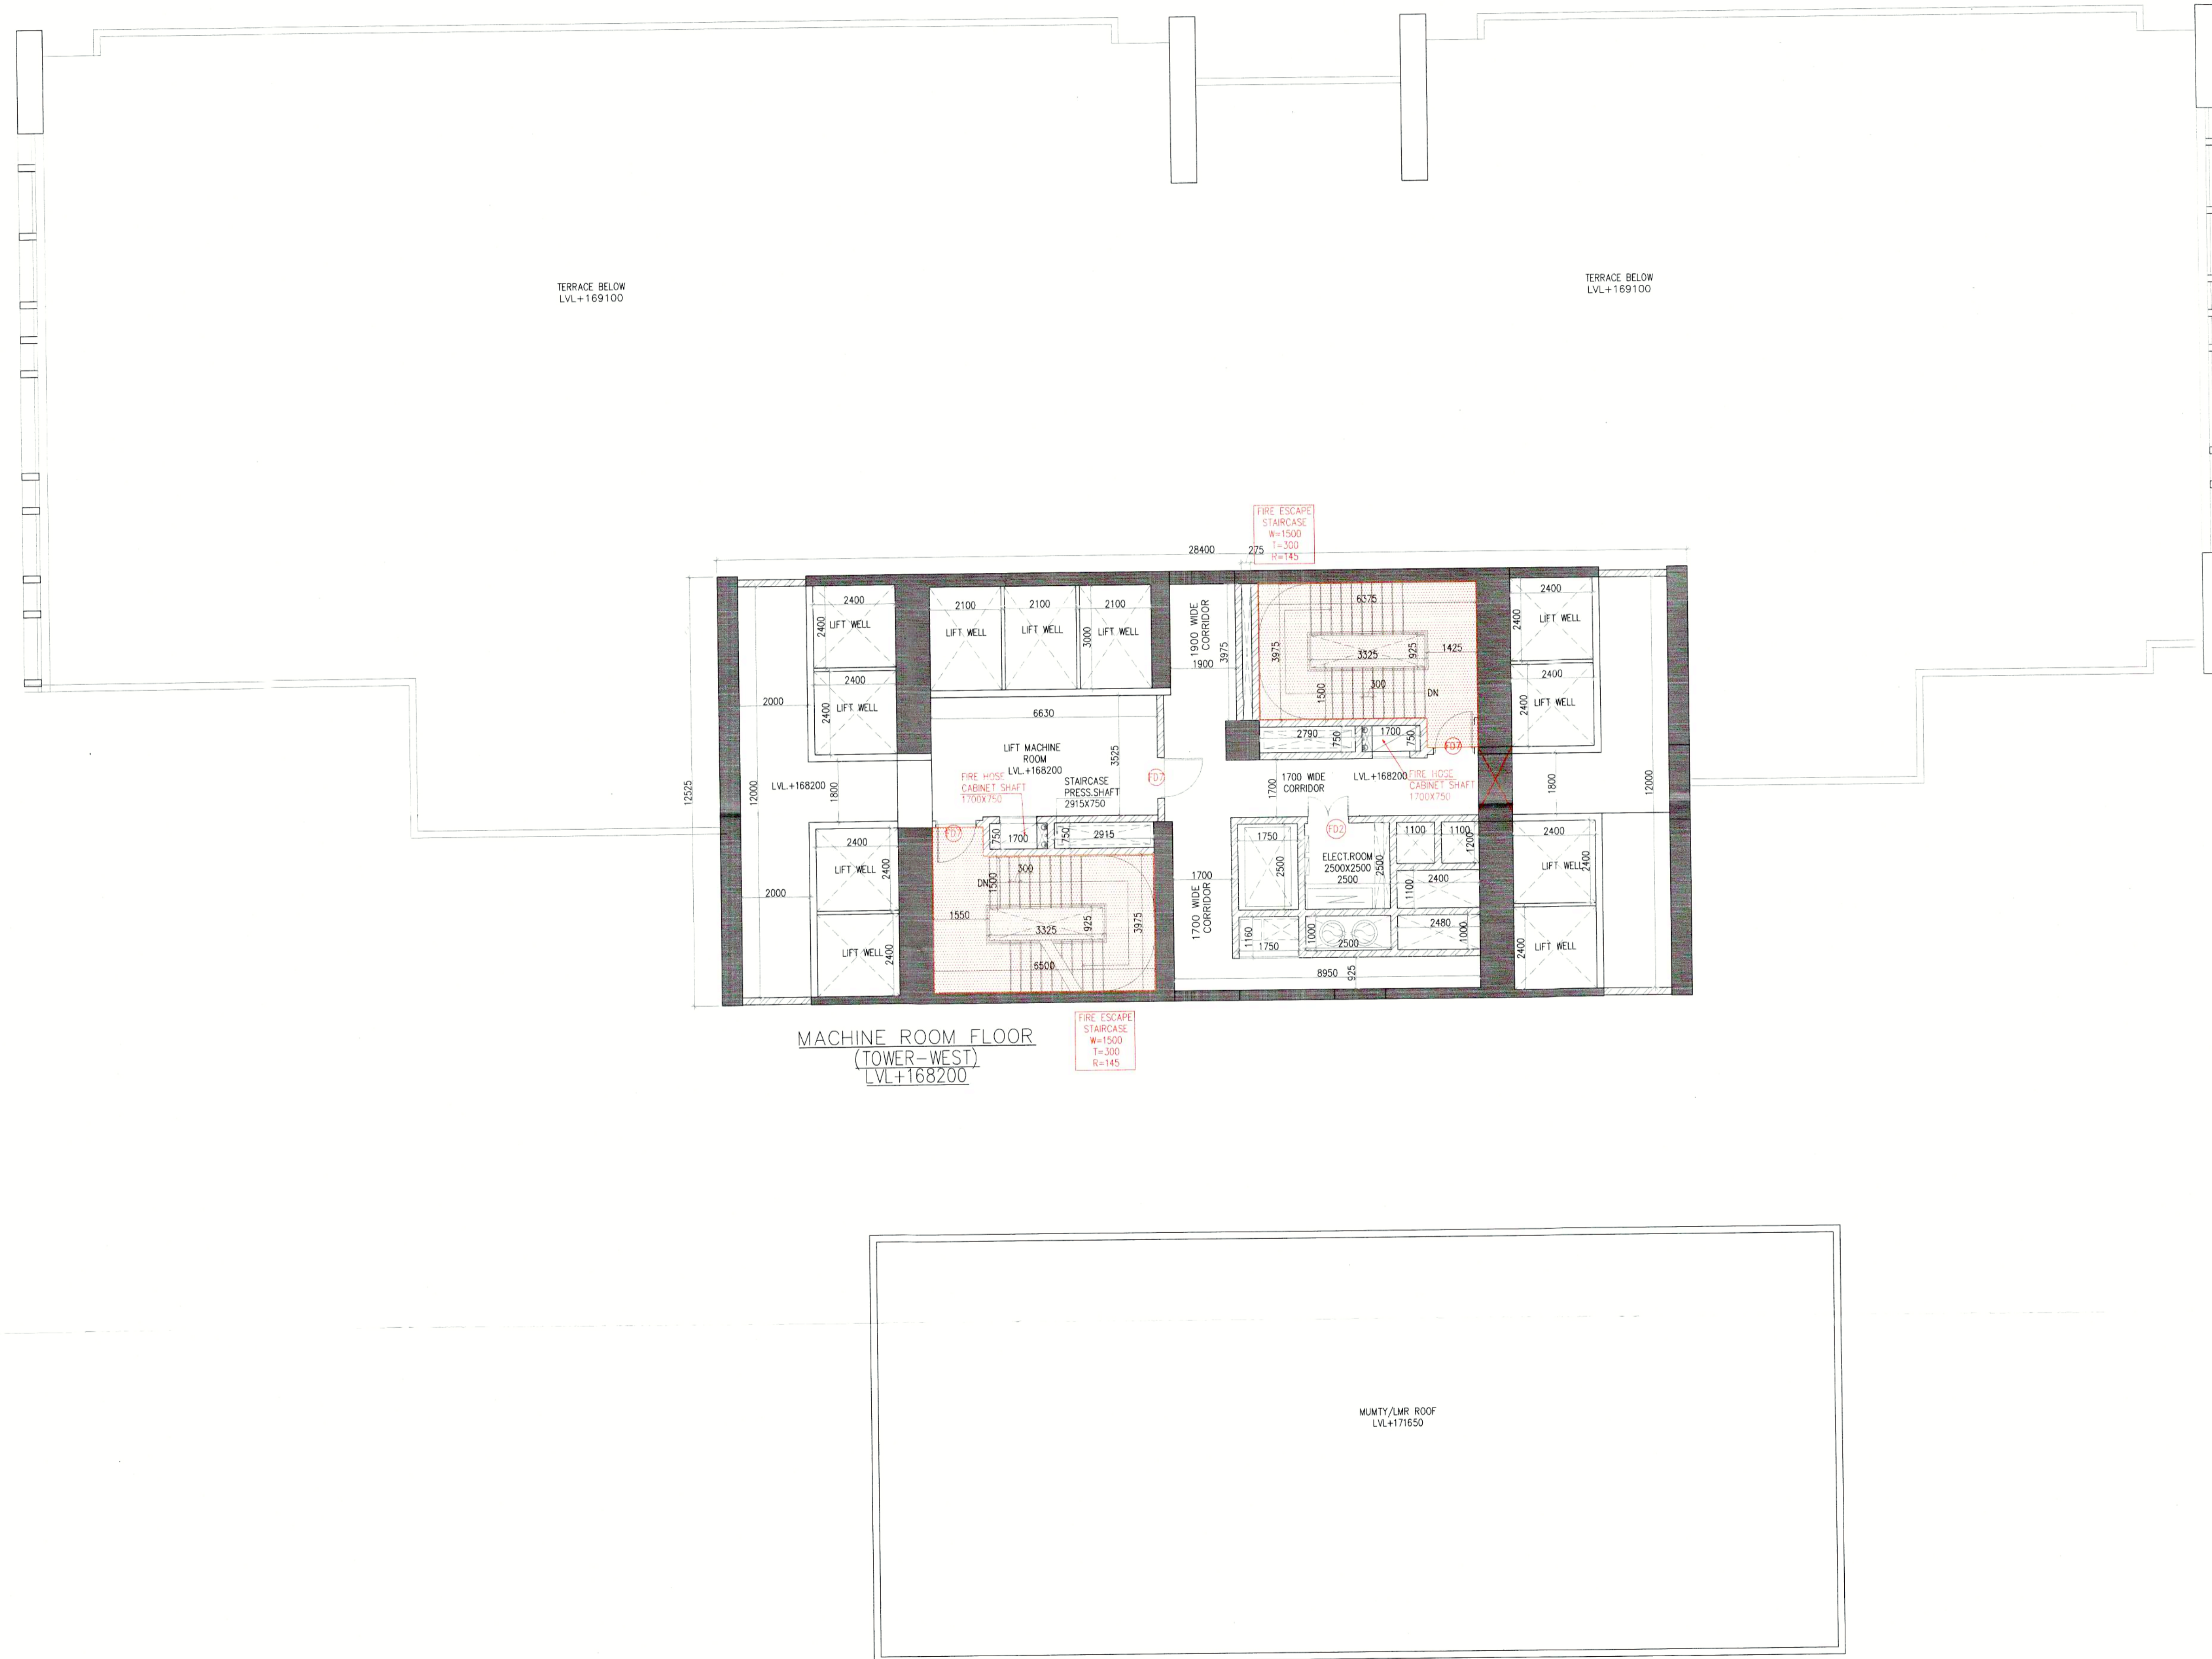 TERRACE BELOW
LVL+169100
TERRACE BELOW
LVL+169100
FIRE ESCAPE
STAIRCASE
W=1500
T=300
R=145
28400
275
12525
12000
2000
2000
LVL.+168200
1800
2400
2400
LIFT WELL
2400
2400
LIFT WELL
2400
2400
LIFT WELL
2400
LIFT WELL
2400
2100
LIFT WELL
2100
LIFT WELL
2100
LIFT WELL
3000
6630
LIFT MACHINE
ROOM
LVL.+168200
3525
FIRE HOSE
CABINET SHAFT
1700X750
STAIRCASE
PRESS.SHAFT
2915X750
FD7
FD7
750
1700
750
2915
300
DN
1500
1550
3325
925
3975
6500
1900 WIDE
CORRIDOR
1900
3975
6375
3975
3325
925
1425
300
1500
DN
2790
750
1700
750
FD7
1700
1700 WIDE
CORRIDOR
LVL.+168200
FIRE HOSE
CABINET SHAFT
1700X750
FD2
1750
2500
ELECT.ROOM
2500X2500
2500
2500
1100
1100
1200
2400
1100
1700
1700 WIDE
CORRIDOR
1160
1750
1000
2500
2480
1000
8950
925
2400
2400
LIFT WELL
2400
2400
LIFT WELL
1800
12000
2400
LIFT WELL
2400
LIFT WELL
2400
MACHINE ROOM FLOOR
(TOWER-WEST)
LVL+168200
FIRE ESCAPE
STAIRCASE
W=1500
T=300
R=145
MUMTY/LMR ROOF
LVL+171650